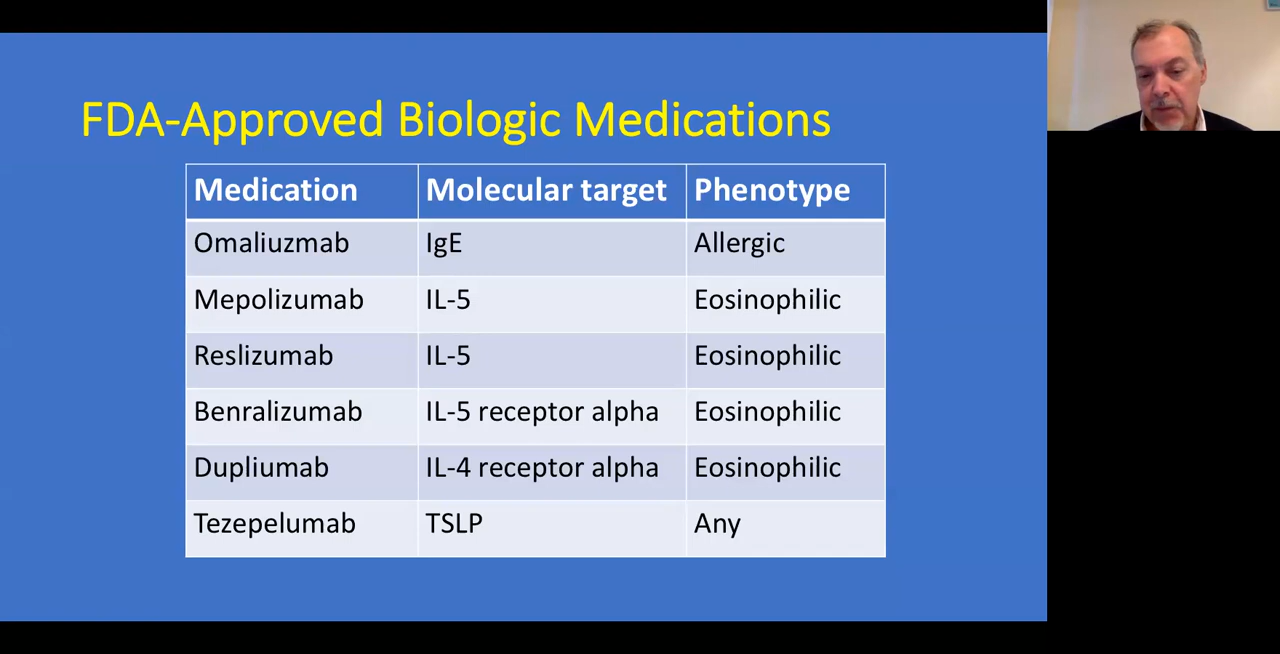 FDA-Approved Biologic Medications
Medication Molecular target Phenotype
Omaliuzmab IgE Allergic
Mepolizumab IL-5 Eosinophilic
Reslizumab IL-5 Eosinophilic
Benralizumab IL-5 receptor alpha Eosinophilic
Dupliumab IL-4 receptor alpha Eosinophilic
Tezepelumab TSLP Any